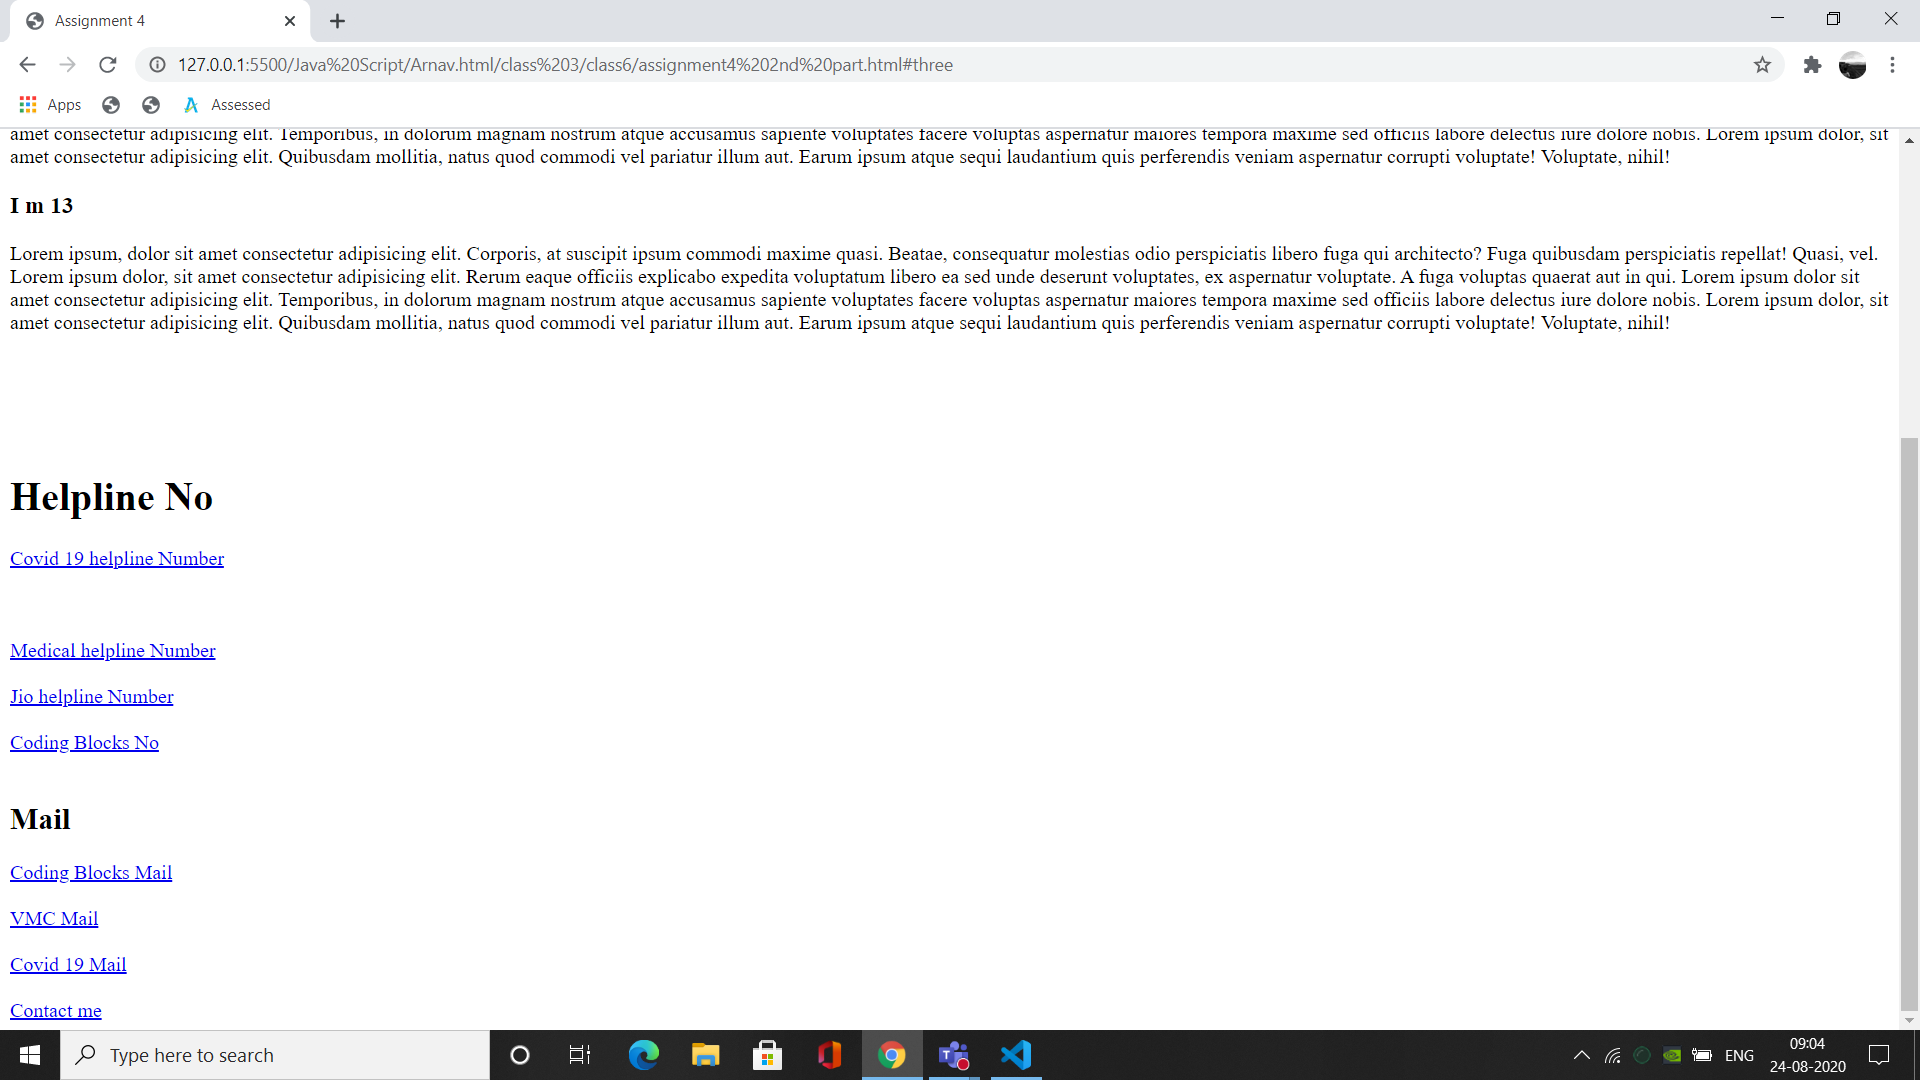 Assignment 4
127.0.0.1:5500/Java%20Script/Arnav.html/class%203/class6/assignment4%202nd%20part.html#three
Apps Assessed
amet consectetur adipisicing elit. Temporibus, in dolorum magnam nostrum atque accusamus sapiente voluptates facere voluptas aspernatur maiores tempora maxime sed officiis labore delectus iure dolore nobis. Lorem ipsum dolor, sit
amet consectetur adipisicing elit. Quibusdam mollitia, natus quod commodi vel pariatur illum aut. Earum ipsum atque sequi laudantium quis perferendis veniam aspernatur corrupti voluptate! Voluptate, nihil!
I m 13
Lorem ipsum, dolor sit amet consectetur adipisicing elit. Corporis, at suscipit ipsum commodi maxime quasi. Beatae, consequatur molestias odio perspiciatis libero fuga qui architecto? Fuga quibusdam perspiciatis repellat! Quasi, vel.
Lorem ipsum dolor, sit amet consectetur adipisicing elit. Rerum eaque officiis explicabo expedita voluptatum libero ea sed unde deserunt voluptates, ex aspernatur voluptate. A fuga voluptas quaerat aut in qui. Lorem ipsum dolor sit
amet consectetur adipisicing elit. Temporibus, in dolorum magnam nostrum atque accusamus sapiente voluptates facere voluptas aspernatur maiores tempora maxime sed officiis labore delectus iure dolore nobis. Lorem ipsum dolor, sit
amet consectetur adipisicing elit. Quibusdam mollitia, natus quod commodi vel pariatur illum aut. Earum ipsum atque sequi laudantium quis perferendis veniam aspernatur corrupti voluptate! Voluptate, nihil!
Helpline No
Covid 19 helpline Number
Medical helpline Number
Jio helpline Number
Coding Blocks No
Mail
Coding Blocks Mail
VMC Mail
Covid 19 Mail
Contact me
Type here to search
ENG
09:04
24-08-2020